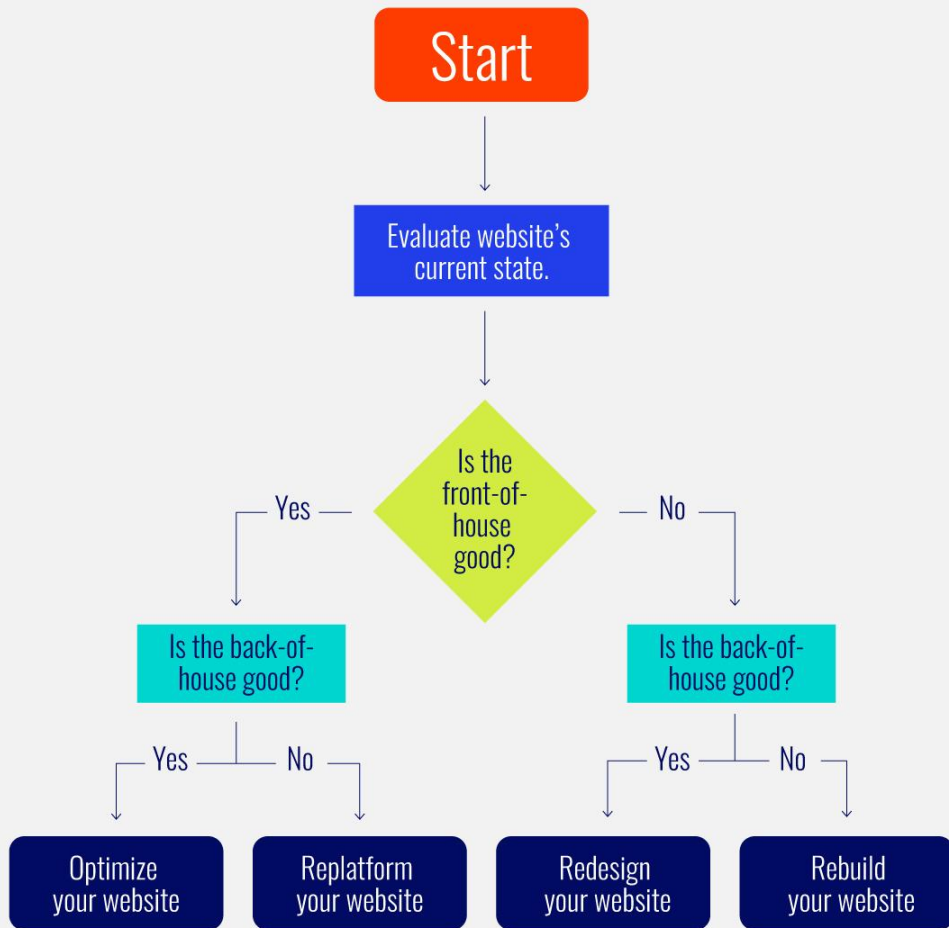 Start
Evaluate website’s
current state.
Is the
front-of-
house
good?
Yes
No
Is the back-of-
house good?
Is the back-of-
house good?
Yes
No
Yes
No
Optimize
your website
Replatform
your website
Redesign
your website
Rebuild
your website